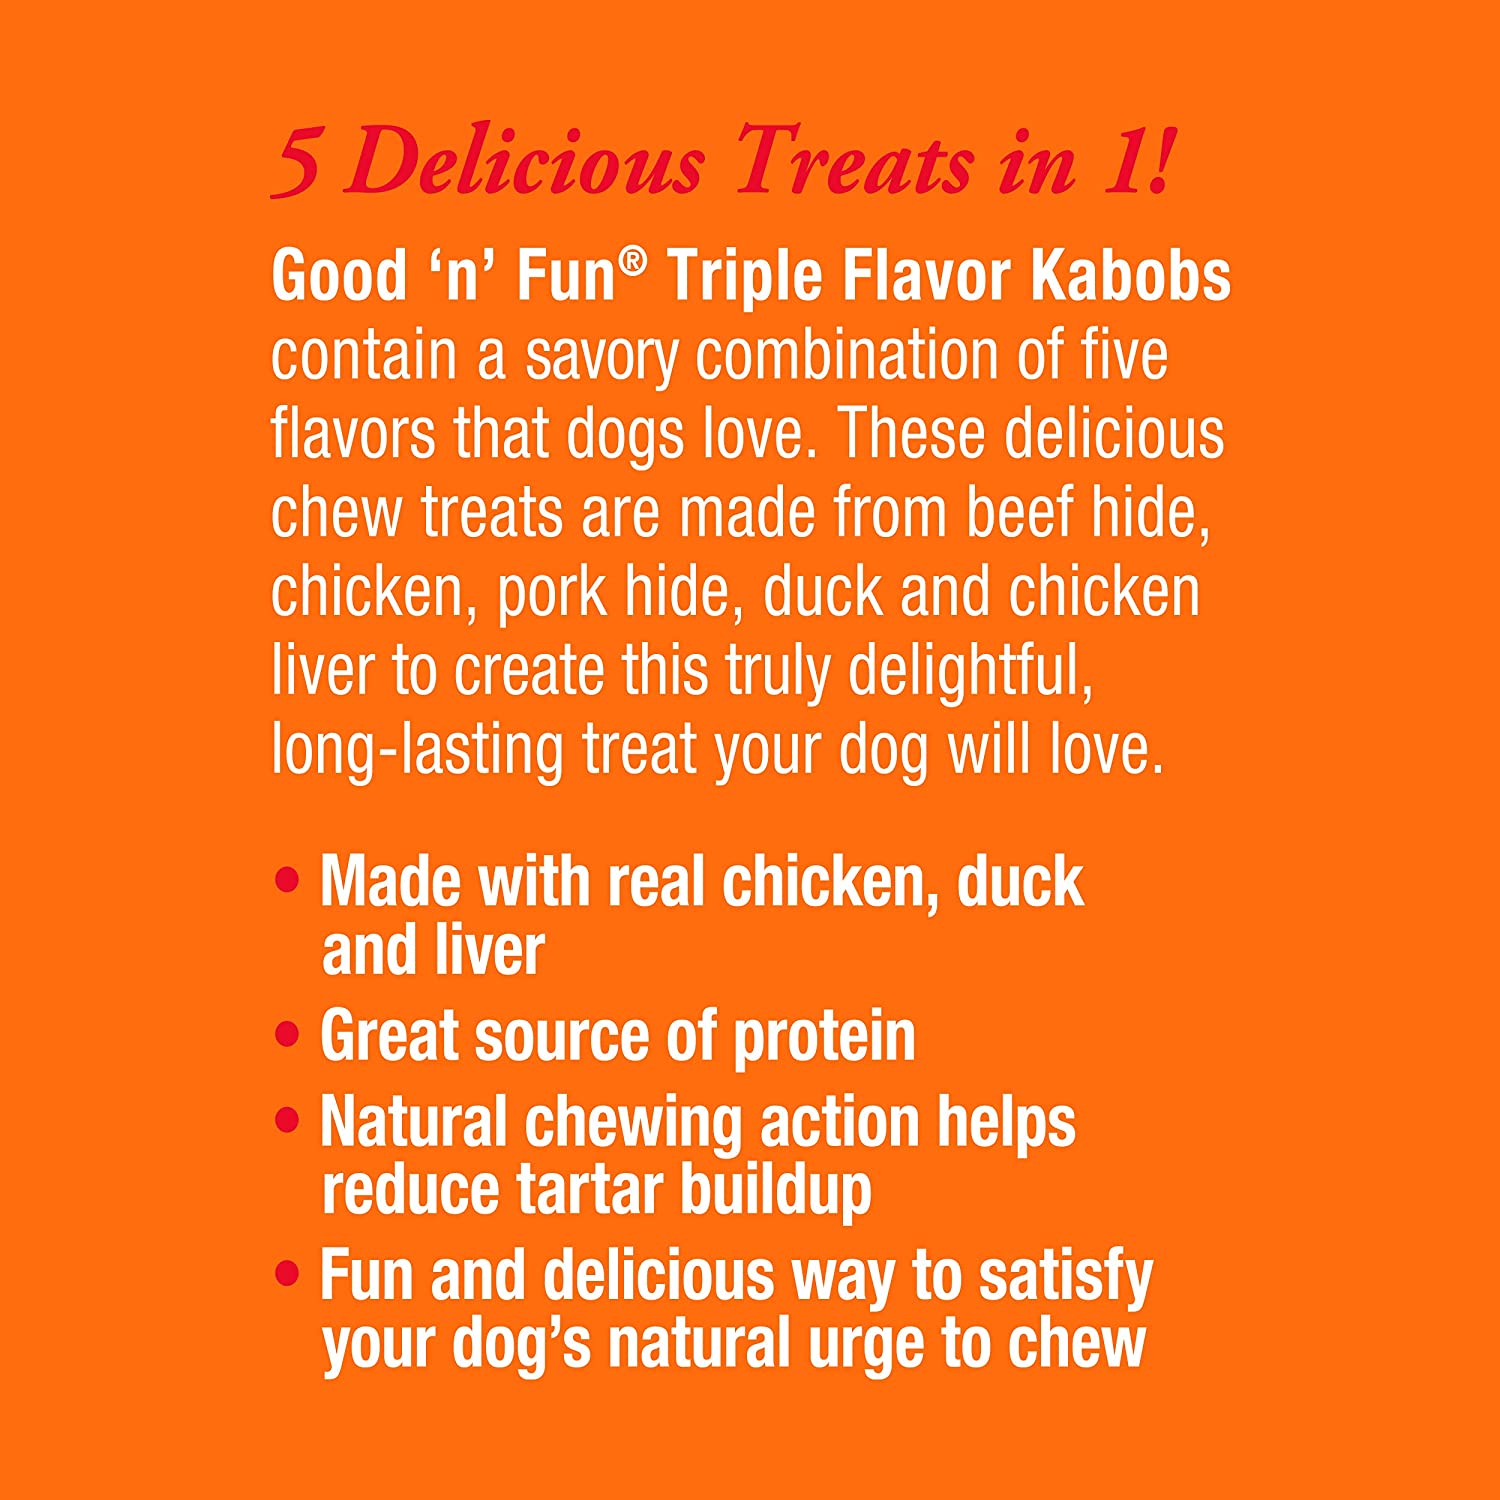 5 Delicious Treats in 1!
Good ‘n’ Fun® Triple Flavor Kabobs
contain a savory combination of five
flavors that dogs love. These delicious
chew treats are made from beef hide,
chicken, pork hide, duck and chicken
liver to create this truly delightful,
long-lasting treat your dog will love.
• Made with real chicken, duck
and liver
• Great source of protein
• Natural chewing action helps
reduce tartar buildup
• Fun and delicious way to satisfy
your dog’s natural urge to chew